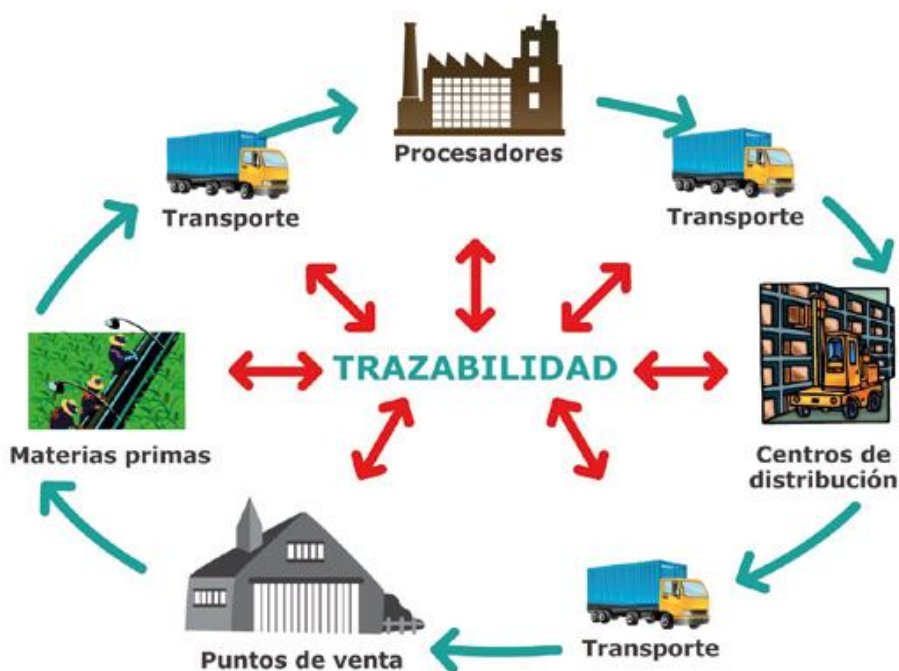 Procesadores
Transporte
Transporte
TRAZABILIDAD
Materias primas
Centros de
distribución
Transporte
Puntos de venta